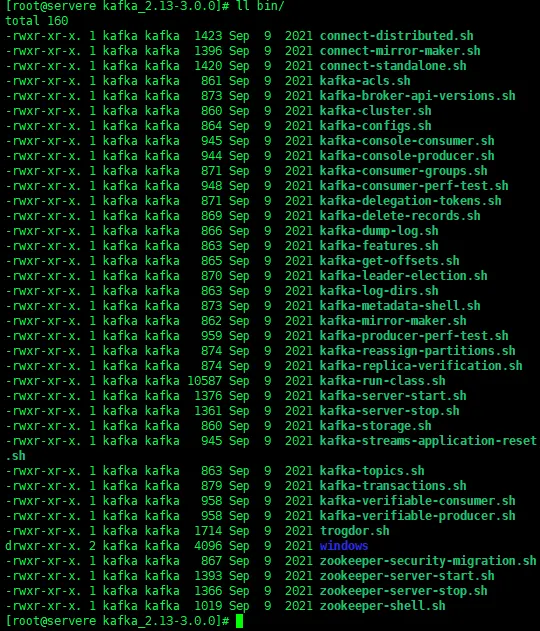 [root@servere kafka_2.13-3.0.0]# ll bin/
total 160
-rwxr-xr-x. 1 kafka kafka  1423 Sep  9  2021 connect-distributed.sh
-rwxr-xr-x. 1 kafka kafka  1396 Sep  9  2021 connect-mirror-maker.sh
-rwxr-xr-x. 1 kafka kafka  1420 Sep  9  2021 connect-standalone.sh
-rwxr-xr-x. 1 kafka kafka   861 Sep  9  2021 kafka-acls.sh
-rwxr-xr-x. 1 kafka kafka   873 Sep  9  2021 kafka-broker-api-versions.sh
-rwxr-xr-x. 1 kafka kafka   860 Sep  9  2021 kafka-cluster.sh
-rwxr-xr-x. 1 kafka kafka   864 Sep  9  2021 kafka-configs.sh
-rwxr-xr-x. 1 kafka kafka   945 Sep  9  2021 kafka-console-consumer.sh
-rwxr-xr-x. 1 kafka kafka   944 Sep  9  2021 kafka-console-producer.sh
-rwxr-xr-x. 1 kafka kafka   871 Sep  9  2021 kafka-consumer-groups.sh
-rwxr-xr-x. 1 kafka kafka   948 Sep  9  2021 kafka-consumer-perf-test.sh
-rwxr-xr-x. 1 kafka kafka   871 Sep  9  2021 kafka-delegation-tokens.sh
-rwxr-xr-x. 1 kafka kafka   869 Sep  9  2021 kafka-delete-records.sh
-rwxr-xr-x. 1 kafka kafka   866 Sep  9  2021 kafka-dump-log.sh
-rwxr-xr-x. 1 kafka kafka   863 Sep  9  2021 kafka-features.sh
-rwxr-xr-x. 1 kafka kafka   865 Sep  9  2021 kafka-get-offsets.sh
-rwxr-xr-x. 1 kafka kafka   870 Sep  9  2021 kafka-leader-election.sh
-rwxr-xr-x. 1 kafka kafka   863 Sep  9  2021 kafka-log-dirs.sh
-rwxr-xr-x. 1 kafka kafka   873 Sep  9  2021 kafka-metadata-shell.sh
-rwxr-xr-x. 1 kafka kafka   862 Sep  9  2021 kafka-mirror-maker.sh
-rwxr-xr-x. 1 kafka kafka   959 Sep  9  2021 kafka-producer-perf-test.sh
-rwxr-xr-x. 1 kafka kafka   874 Sep  9  2021 kafka-reassign-partitions.sh
-rwxr-xr-x. 1 kafka kafka   874 Sep  9  2021 kafka-replica-verification.sh
-rwxr-xr-x. 1 kafka kafka 10587 Sep  9  2021 kafka-run-class.sh
-rwxr-xr-x. 1 kafka kafka  1376 Sep  9  2021 kafka-server-start.sh
-rwxr-xr-x. 1 kafka kafka  1361 Sep  9  2021 kafka-server-stop.sh
-rwxr-xr-x. 1 kafka kafka   860 Sep  9  2021 kafka-storage.sh
-rwxr-xr-x. 1 kafka kafka   945 Sep  9  2021 kafka-streams-application-reset
.sh
-rwxr-xr-x. 1 kafka kafka   863 Sep  9  2021 kafka-topics.sh
-rwxr-xr-x. 1 kafka kafka   879 Sep  9  2021 kafka-transactions.sh
-rwxr-xr-x. 1 kafka kafka   958 Sep  9  2021 kafka-verifiable-consumer.sh
-rwxr-xr-x. 1 kafka kafka   958 Sep  9  2021 kafka-verifiable-producer.sh
-rwxr-xr-x. 1 kafka kafka  1714 Sep  9  2021 trogdor.sh
drwxr-xr-x. 2 kafka kafka  4096 Sep  9  2021 windows
-rwxr-xr-x. 1 kafka kafka   867 Sep  9  2021 zookeeper-security-migration.sh
-rwxr-xr-x. 1 kafka kafka  1393 Sep  9  2021 zookeeper-server-start.sh
-rwxr-xr-x. 1 kafka kafka  1366 Sep  9  2021 zookeeper-server-stop.sh
-rwxr-xr-x. 1 kafka kafka  1019 Sep  9  2021 zookeeper-shell.sh
[root@servere kafka_2.13-3.0.0]#